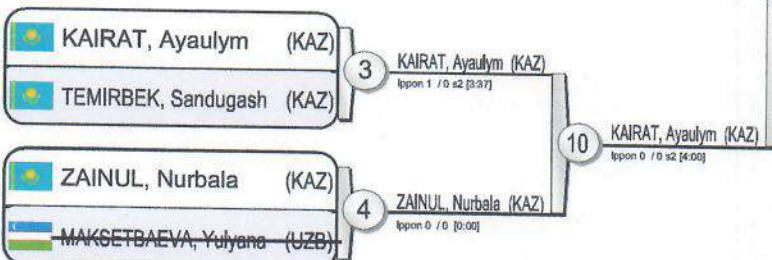 KAIRAT, Ayaulym (KAZ)
TEMIRBEK, Sandugash (KAZ)
3
KAIRAT, Ayaulym (KAZ)
Ippon 1 / 0 s2 [3:37]
10
KAIRAT, Ayaulym (KAZ)
Ippon 0 / 0 s2 [4:00]
ZAINUL, Nurbala (KAZ)
MAKSETBAEVA, Yulyana (UZB)
4
ZAINUL, Nurbala (KAZ)
Ippon 0 / 0 [0:00]